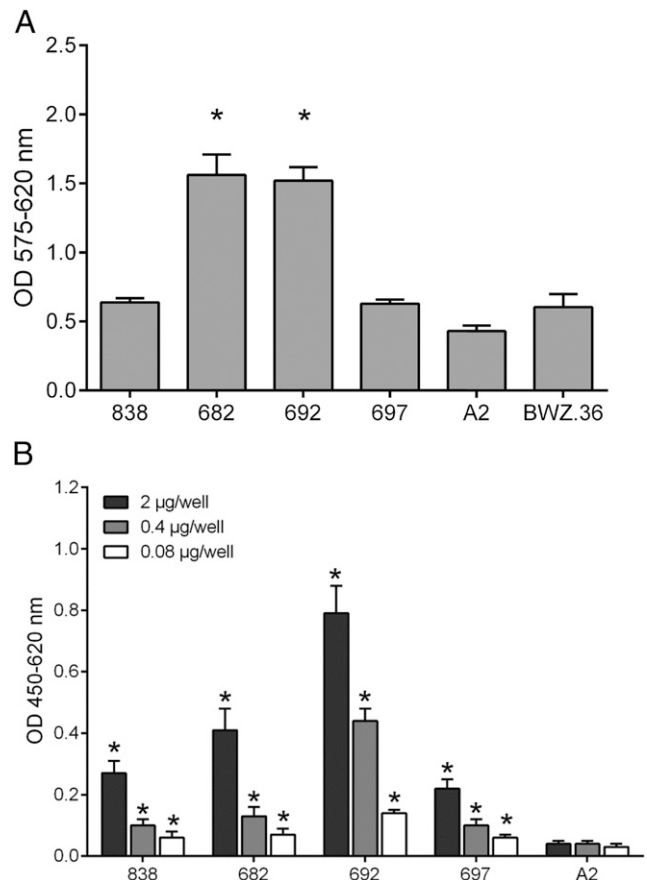 A
2.5
2.0
1.5
1.0
0.5
0.0
OD 575-620 nm
* *
838 682 692 697 A2 BWZ.36
B
2 µg/well
0.4 µg/well
0.08 µg/well
1.2
1.0
0.8
0.6
0.4
0.2
0.0
OD 450-620 nm
* * * * * * * * * * * *
838 682 692 697 A2